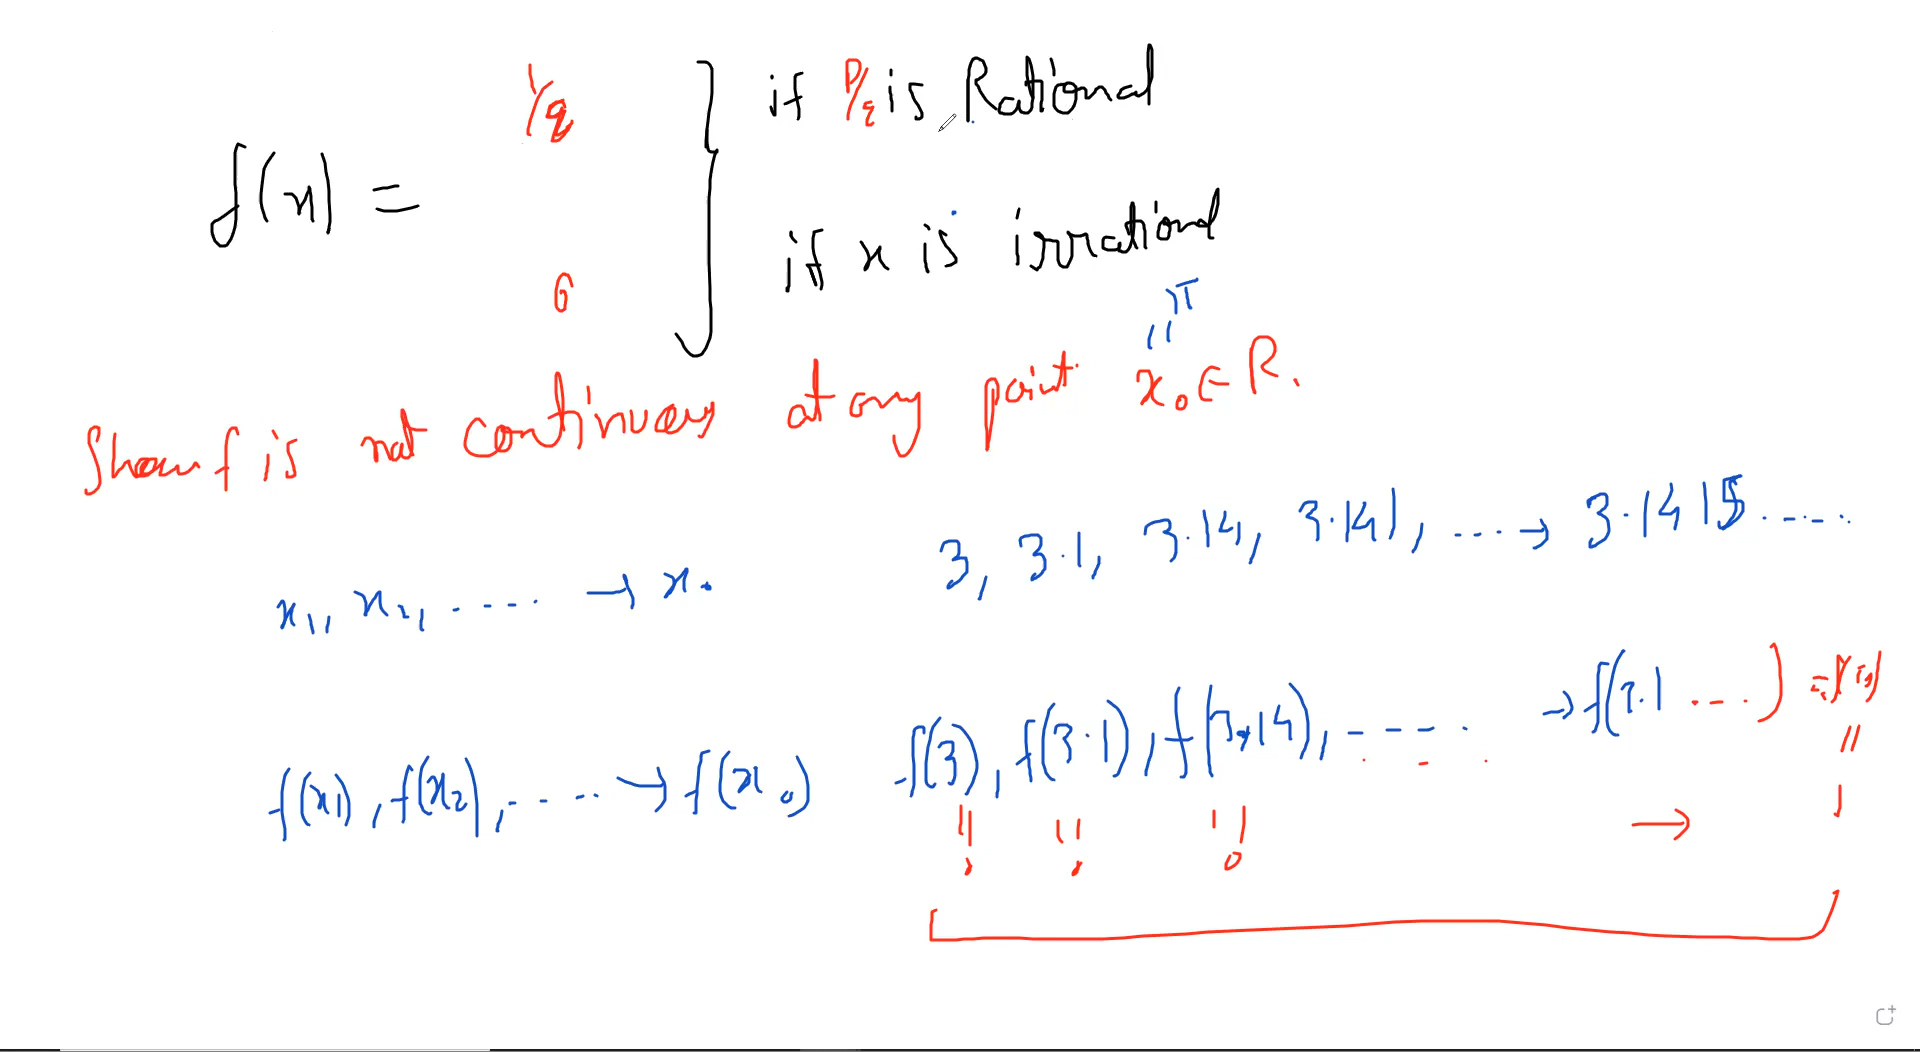 1/q } if P/q is Rational
f(x) =
0 if x is irrational
π
"
Show f is not continuous at any point x₀ ∈ R.
3, 3.1, 3.14, 3.141, .... → 3.1415.....
x₁, x₂, ..... → x₀
f(3), f(3.1), f(3.14), ..... → f(3.1 ....)
f(x₁), f(x₂), ..... → f(x₀)
" " " → "
0 1